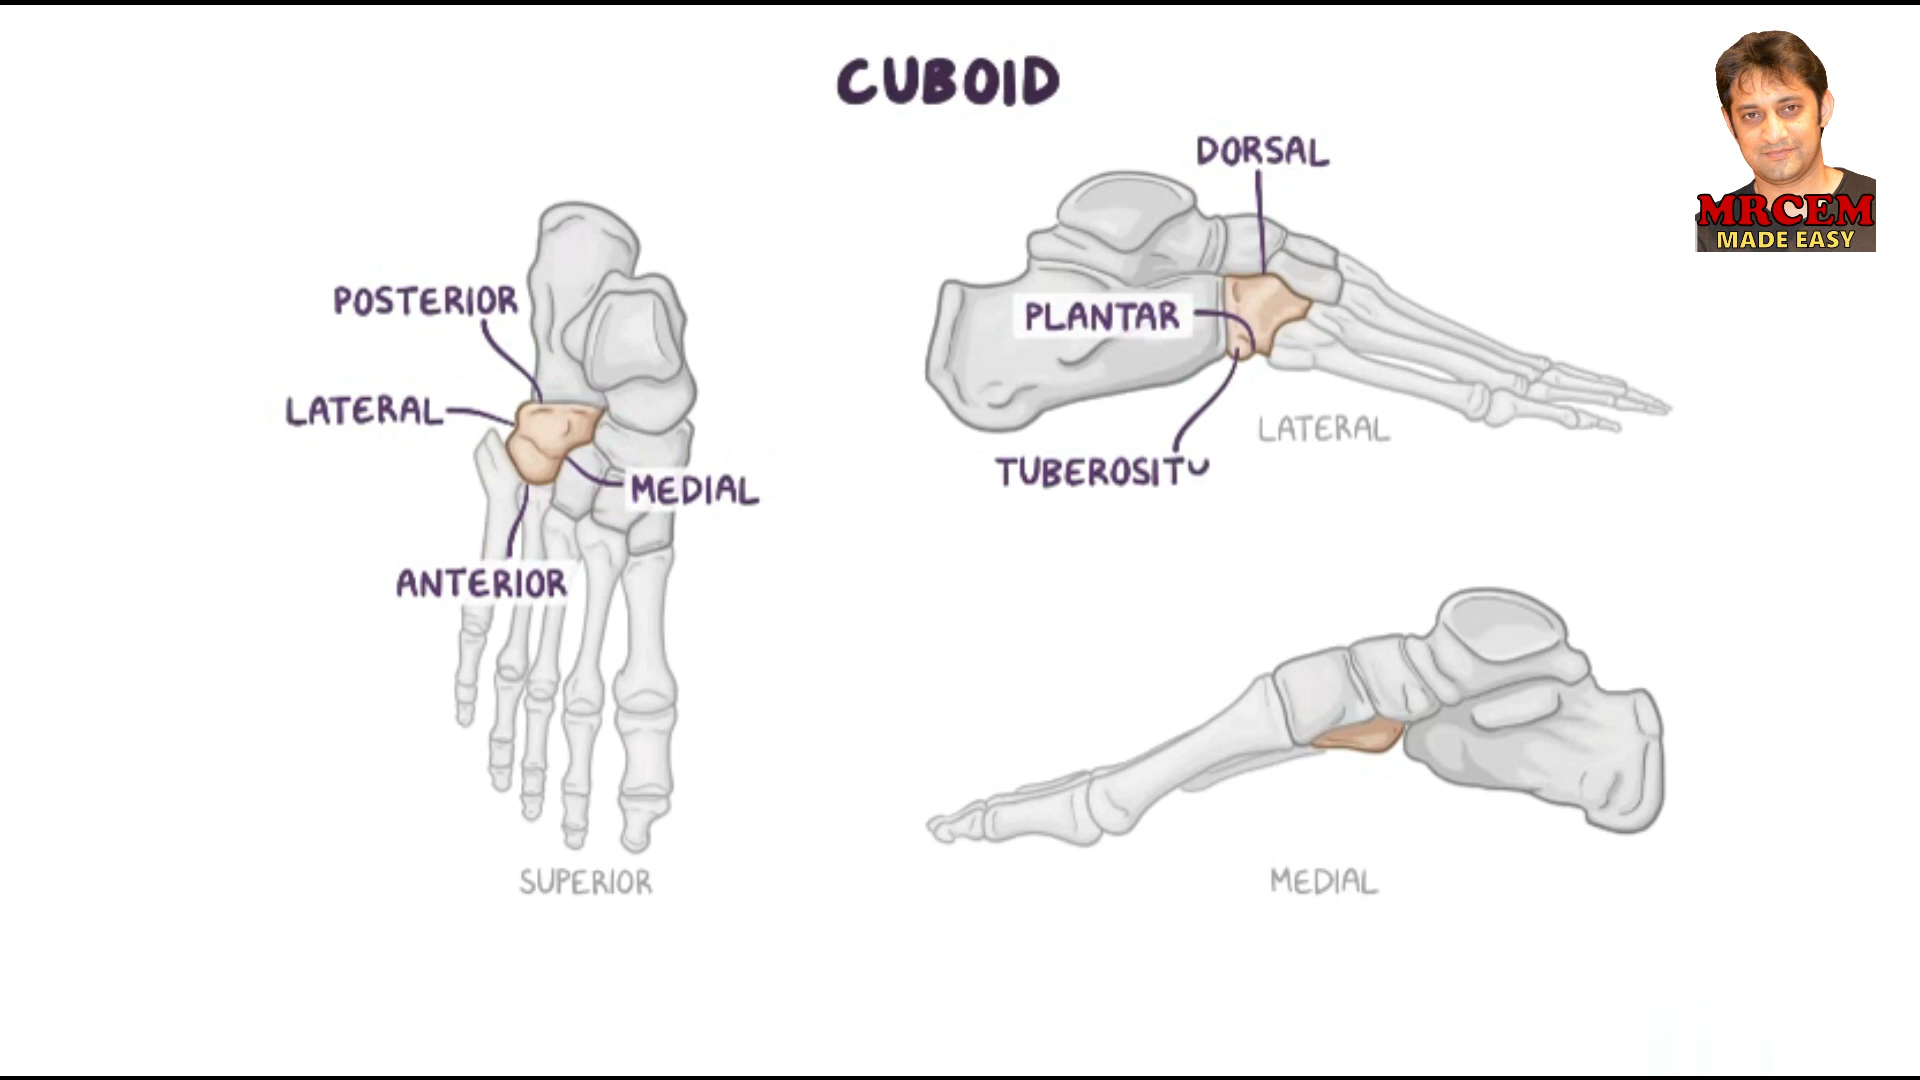 CUBOID
DORSAL
MRCEM
MADE EASY
POSTERIOR
PLANTAR
LATERAL
LATERAL
TUBEROSIT
MEDIAL
ANTERIOR
SUPERIOR
MEDIAL